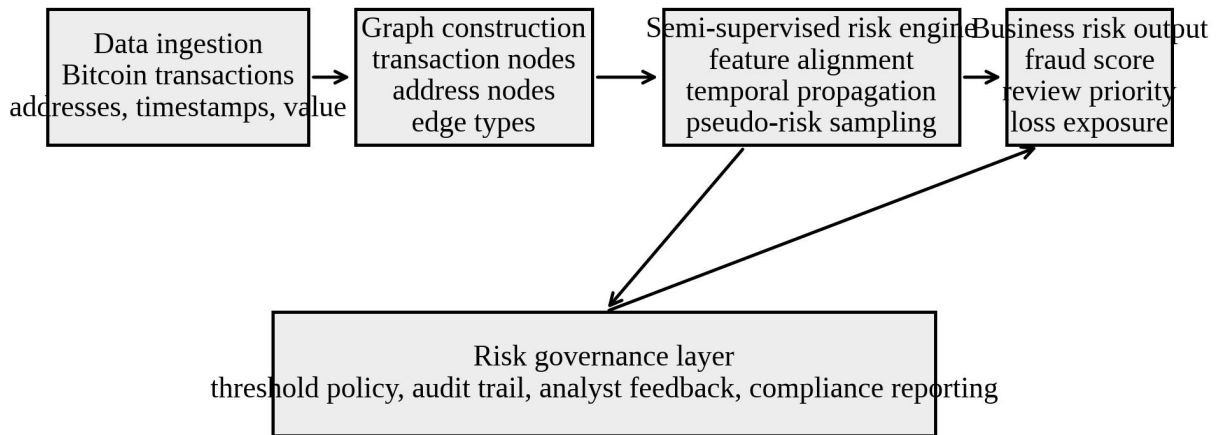 Data ingestion
Bitcoin transactions
addresses, timestamps, value
Graph construction
transaction nodes
address nodes
edge types
Semi-supervised risk engine
feature alignment
temporal propagation
pseudo-risk sampling
Business risk output
fraud score
review priority
loss exposure
Risk governance layer
threshold policy, audit trail, analyst feedback, compliance reporting